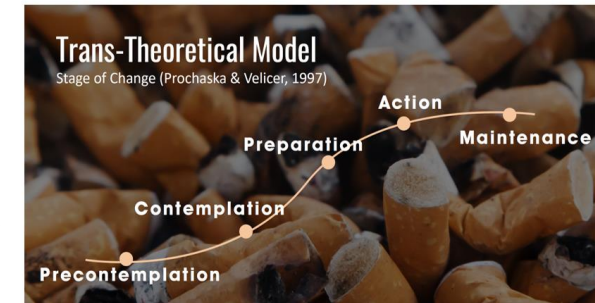 Trans-Theoretical Model
Stage of Change (Prochaska & Velicer, 1997)
Action
Maintenance
Preparation
Contemplation
Precontemplation